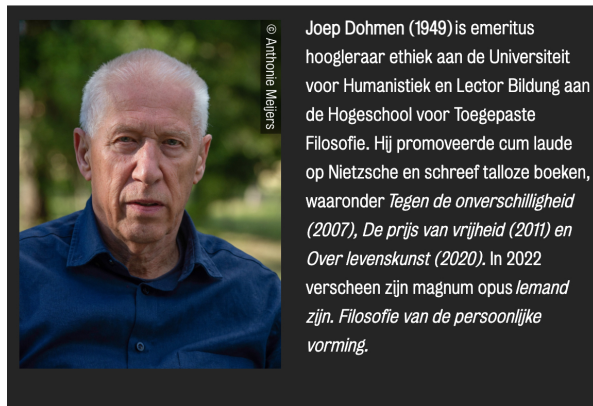 © Anthonie Meijers
Joep Dohmen (1949) is emeritus
hoogleraar ethiek aan de Universiteit
voor Humanistiek en Lector Bildung aan
de Hogeschool voor Toegepaste
Filosofie. Hij promoveerde cum laude
op Nietzsche en schreef talloze boeken,
waaronder Tegen de onverschilligheid
(2007), De prijs van vrijheid (2011) en
Over levenskunst (2020). In 2022
verscheen zijn magnum opus Iemand
zijn. Filosofie van de persoonlijke
vorming.